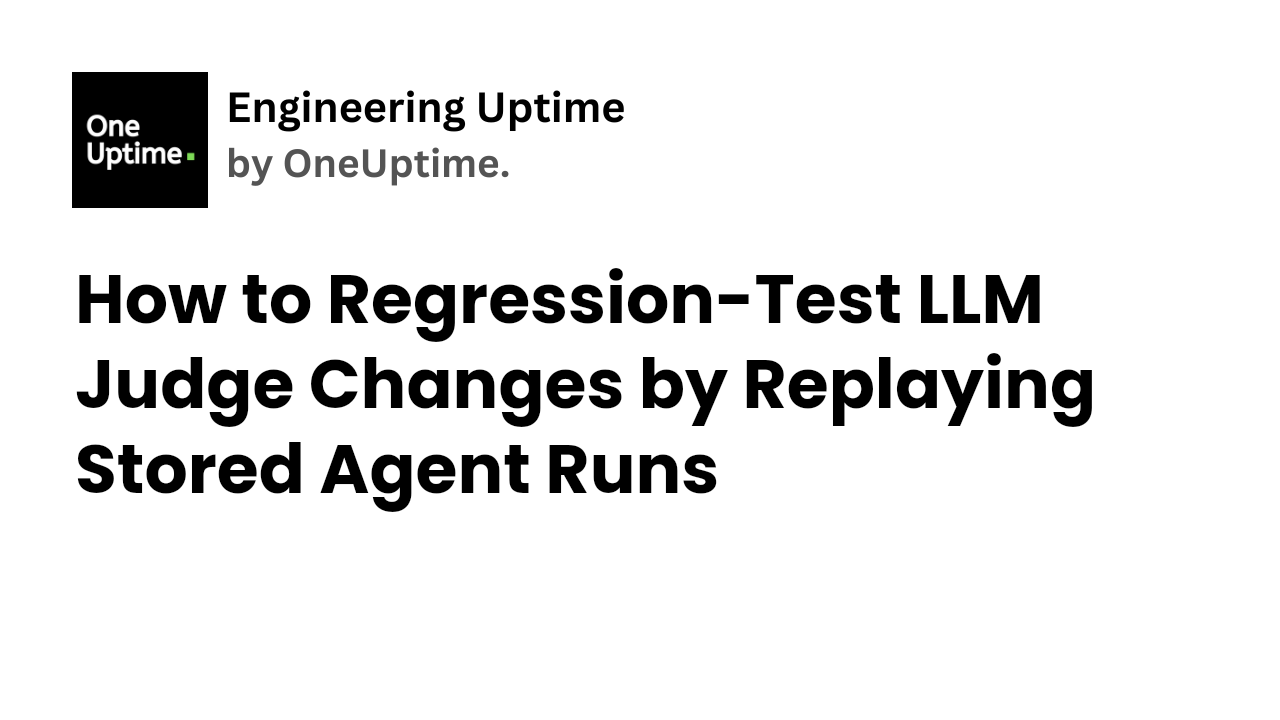 One
Uptime.
Engineering Uptime
by OneUptime.
How to Regression-Test LLM
Judge Changes by Replaying
Stored Agent Runs